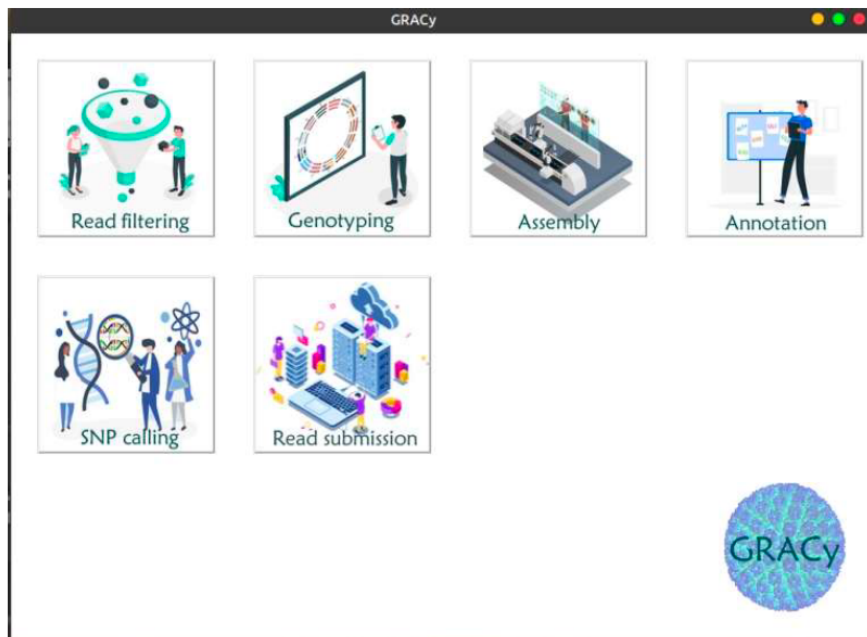 GRACy
Read filtering
Genotyping
Assembly
Annotation
SNP calling
Read submission
GRACy